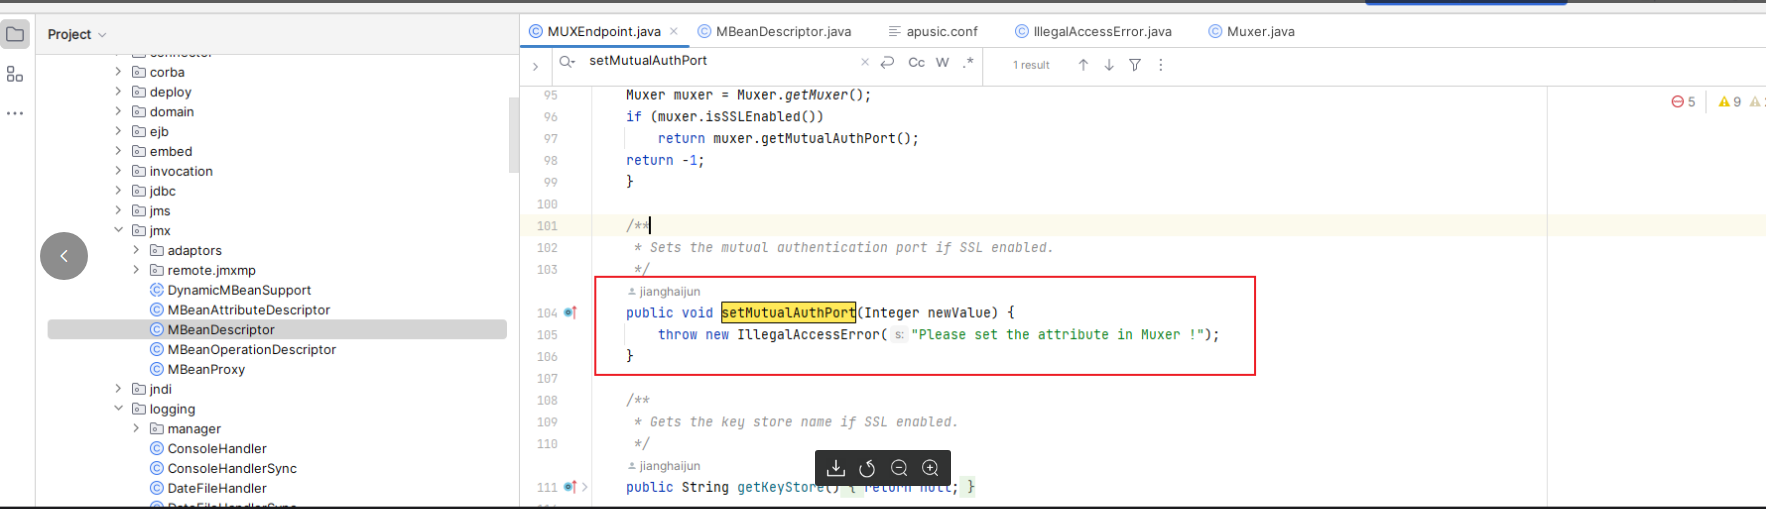 Project
connector
corba
deploy
domain
ejb
embed
invocation
jdbc
jms
jmx
adaptors
remote.jmxmp
DynamicMBeanSupport
MBeanAttributeDescriptor
MBeanDescriptor
MBeanOperationDescriptor
MBeanProxy
jndi
logging
manager
ConsoleHandler
ConsoleHandlerSync
DateFileHandler
DateFileHandlerSync
MUXEndpoint.java
MBeanDescriptor.java
apusic.conf
IllegalAccessError.java
Muxer.java
setMutualAuthPort
Cc W .*
1 result
5 9
95 Muxer muxer = Muxer.getMuxer();
96 if (muxer.isSSLEnabled())
97 return muxer.getMutualAuthPort();
98 return -1;
99 }
100
101 /**
102 * Sets the mutual authentication port if SSL enabled.
103 */
jianghaijun
104 public void setMutualAuthPort(Integer newValue) {
105 throw new IllegalAccessError( s: "Please set the attribute in Muxer !");
106 }
107
108 /**
109 * Gets the key store name if SSL enabled.
110 */
jianghaijun
111 public String getKeyStore() { return null; }